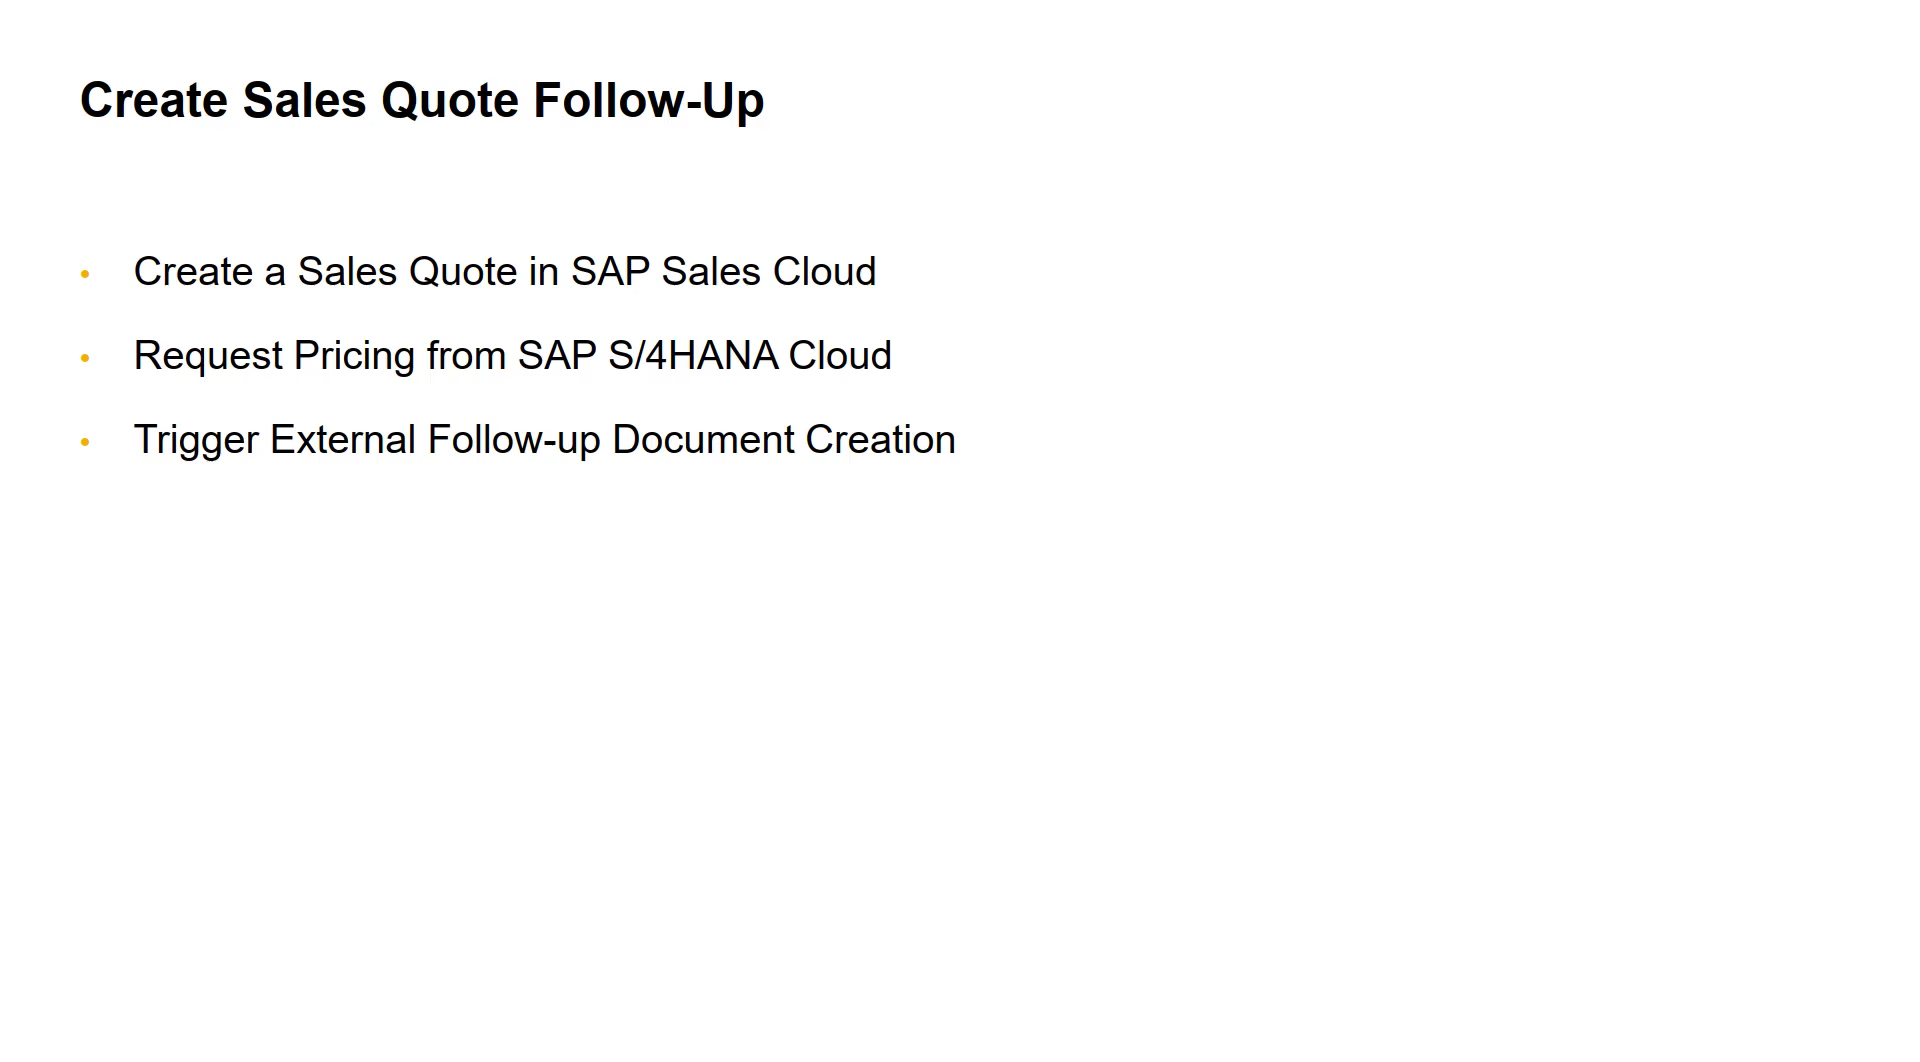 Create Sales Quote Follow-Up
• Create a Sales Quote in SAP Sales Cloud
• Request Pricing from SAP S/4HANA Cloud
• Trigger External Follow-up Document Creation